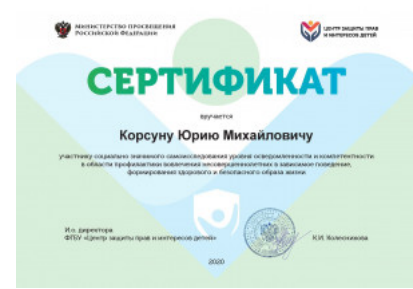 МИНИСТЕРСТВО ПРОСВЕЩЕНИЯ
РОССИЙСКОЙ ФЕДЕРАЦИИ
ЦЕНТР ЗАЩИТЫ ПРАВ
И ИНТЕРЕСОВ ДЕТЕЙ
СЕРТИФИКАТ
вручается
Корсуну Юрию Михайловичу
участнику социально значимого самоисследования уровня осведомленности и компетентности
в области профилактики вовлечения несовершеннолетних в зависимое поведение,
формирования здорового и безопасного образа жизни.
И.о. директора
ФГБУ «Центр защиты прав и интересов детей»
К.И. Колесникова
2020